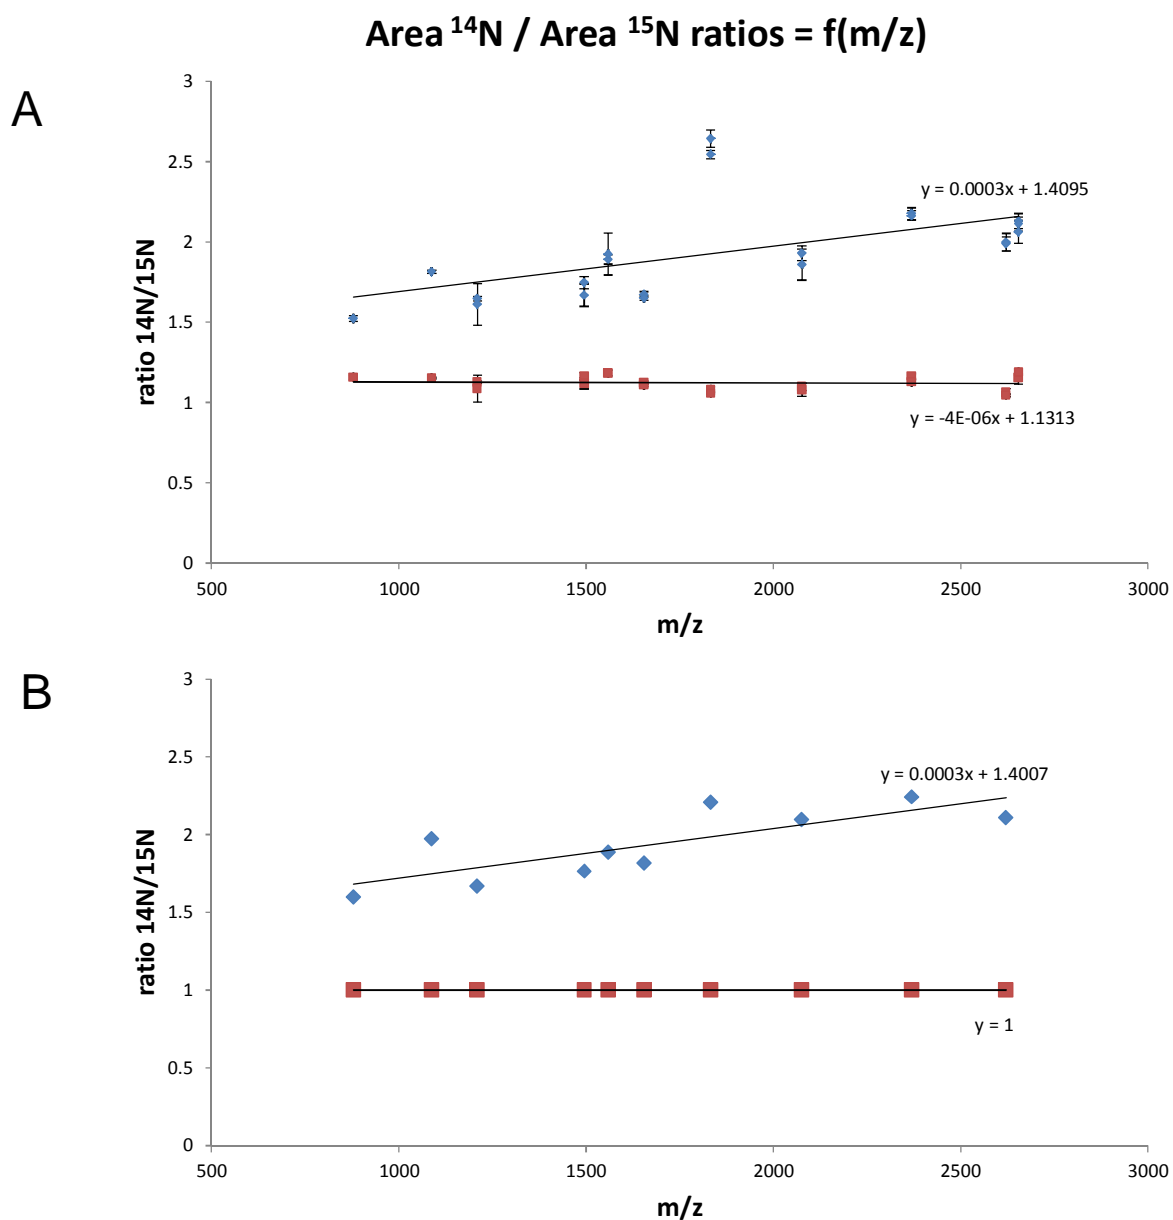 Area ¹⁴N / Area ¹⁵N ratios = f(m/z)
A
3
2.5
2
1.5
1
0.5
0
ratio 14N/15N
y = 0.0003x + 1.4095
y = -4E-06x + 1.1313
500 1000 1500 2000 2500 3000
m/z
B
3
2.5
2
1.5
1
0.5
0
ratio 14N/15N
y = 0.0003x + 1.4007
y = 1
500 1000 1500 2000 2500 3000
m/z